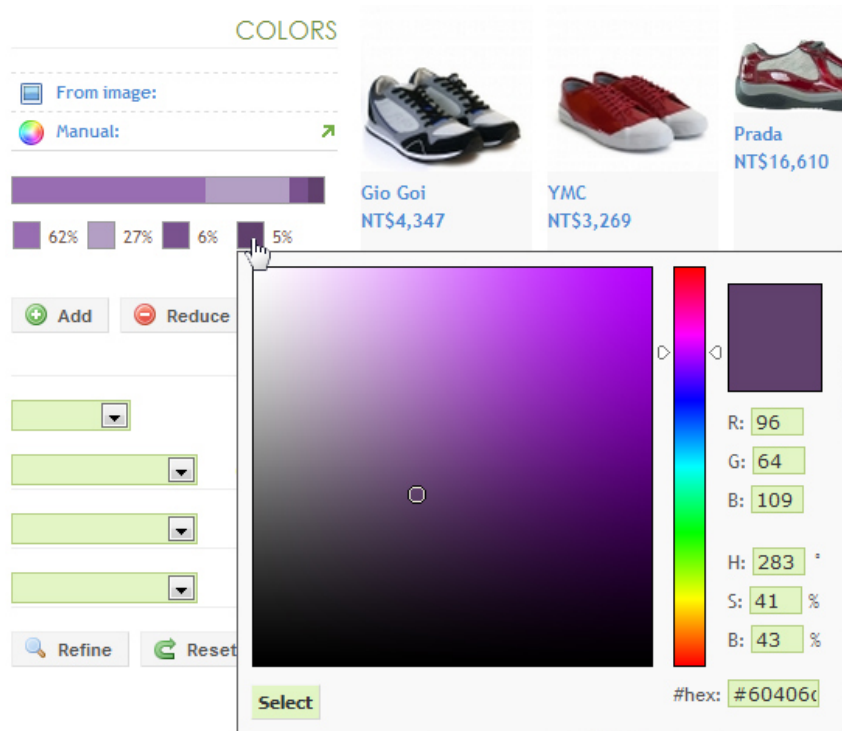 COLORS
From image:
Manual:
62% 27% 6% 5%
Add
Reduce
Refine
Reset
Gio Goi
NT$4,347
YMC
NT$3,269
Prada
NT$16,610
R: 96
G: 64
B: 109
H: 283 °
S: 41 %
B: 43 %
#hex: #60406
Select